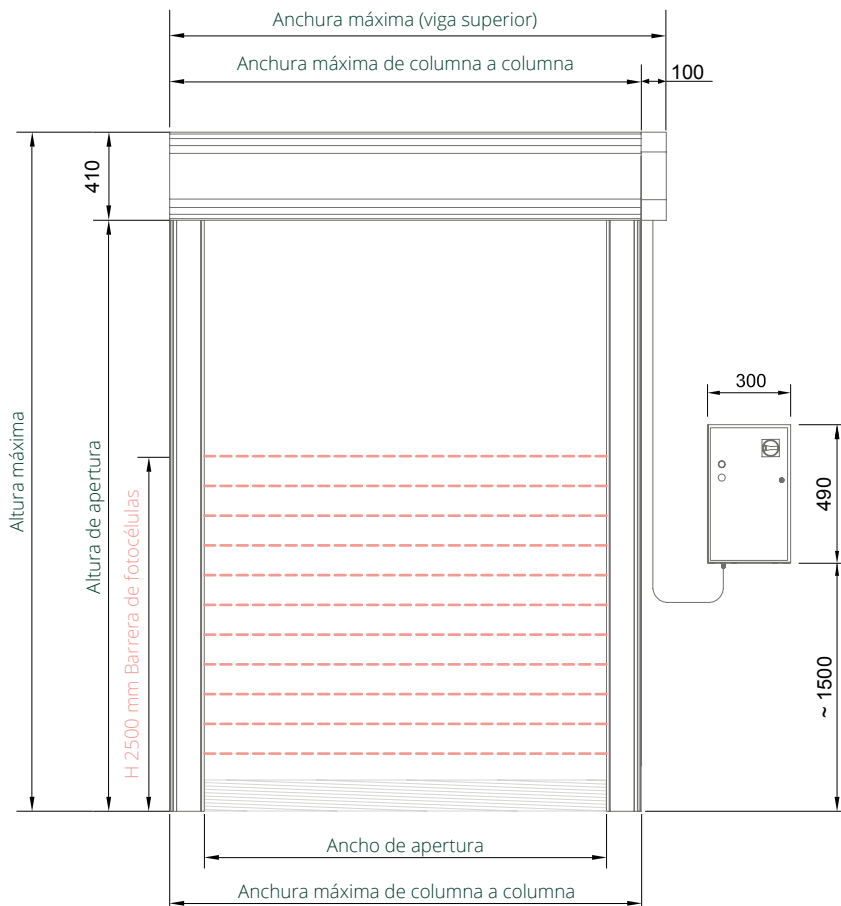 Anchura máxima (viga superior)
Anchura máxima de columna a columna
100
410
300
Altura máxima
Altura de apertura
H 2500 mm Barrera de fotocélulas
490
~ 1500
Ancho de apertura
Anchura máxima de columna a columna